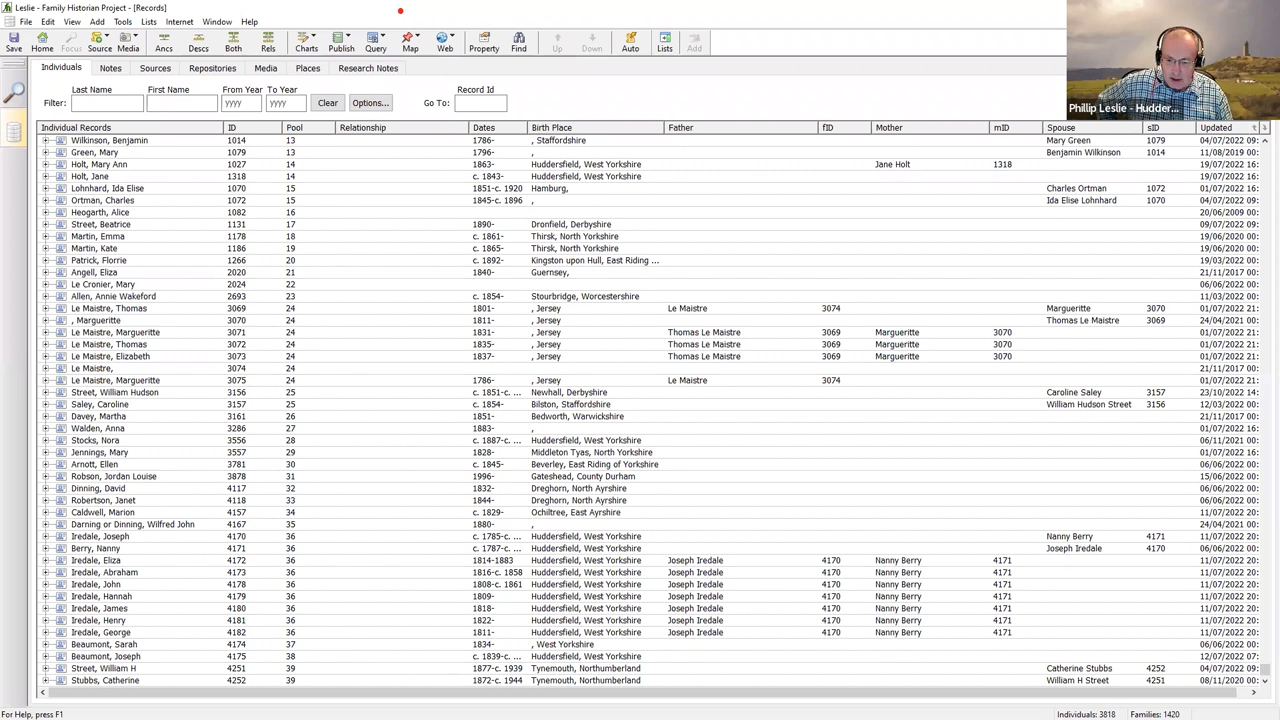 Leslie - Family Historian Project - [Records]
File Edit View Add Tools Lists Internet Window Help
Save Home Focus Source Media Ancs Descs Both Rels Charts Publish Query Map Web Property Find Up Down Auto Lists Add
Individuals Notes Sources Repositories Media Places Research Notes
Last Name First Name From Year To Year Record Id
Filter: yyyy yyyy Clear Options... Go To:
Phillip Leslie - Hudder...
Individual Records ID Pool Relationship Dates Birth Place Father fID Mother mID Spouse sID Updated
Wilkinson, Benjamin 1014 13 1786- , Staffordshire Mary Green 1079 04/07/2022 09:
Green, Mary 1079 13 1796- , Benjamin Wilkinson 1014 11/08/2019 00:
Holt, Mary Ann 1027 14 1863- Huddersfield, West Yorkshire Jane Holt 1318 19/07/2022 16:
Holt, Jane 1318 14 c. 1843- Huddersfield, West Yorkshire 19/07/2022 16:
Lohnhard, Ida Elise 1070 15 1851-c. 1920 Hamburg, Charles Ortman 1072 01/07/2022 16:
Ortman, Charles 1072 15 1845-c. 1896 , Ida Elise Lohnhard 1070 04/07/2022 09:
Heogarth, Alice 1082 16 20/06/2009 00:
Street, Beatrice 1131 17 1890- Dronfield, Derbyshire 09/07/2022 09:
Martin, Emma 1178 18 c. 1861- Thirsk, North Yorkshire 19/06/2020 00:
Martin, Kate 1186 19 c. 1865- Thirsk, North Yorkshire 19/06/2020 00:
Patrick, Florrie 1266 20 c. 1892- Kingston upon Hull, East Riding ... 19/03/2022 00:
Angell, Eliza 2020 21 1840- Guernsey, 21/11/2017 00:
Le Cronier, Mary 2024 22 06/06/2022 00:
Allen, Annie Wakeford 2693 23 c. 1854- Stourbridge, Worcestershire 11/03/2022 00:
Le Maistre, Thomas 3069 24 1801- , Jersey Le Maistre 3074 Margueritte 3070 01/07/2022 21:
, Margueritte 3070 24 1811- , Jersey Thomas Le Maistre 3069 24/04/2021 00:
Le Maistre, Margueritte 3071 24 1831- , Jersey Thomas Le Maistre 3069 Margueritte 3070 01/07/2022 21:
Le Maistre, Thomas 3072 24 1835- , Jersey Thomas Le Maistre 3069 Margueritte 3070 01/07/2022 21:
Le Maistre, Elizabeth 3073 24 1837- , Jersey Thomas Le Maistre 3069 Margueritte 3070 01/07/2022 21:
Le Maistre, 3074 24 21/11/2017 00:
Le Maistre, Margueritte 3075 24 1786- , Jersey Le Maistre 3074 01/07/2022 21:
Street, William Hudson 3156 25 c. 1851-... Newhall, Derbyshire Caroline Saley 3157 23/10/2022 14:
Saley, Caroline 3157 25 c. 1854- Bilston, Staffordshire William Hudson Street 3156 12/03/2022 00:
Davey, Martha 3161 26 1851- Bedworth, Warwickshire 21/11/2017 00:
Walden, Anna 3286 27 1883- , 01/07/2022 16:
Stocks, Nora 3556 28 c. 1887-c. ... Huddersfield, West Yorkshire 06/11/2021 00:
Jennings, Mary 3557 29 1828- Middleton Tyas, North Yorkshire 01/07/2022 16:
Arnott, Ellen 3781 30 c. 1845- Beverley, East Riding of Yorkshire 06/06/2022 00:
Robson, Jordan Louise 3878 31 1996- Gateshead, County Durham 06/06/2022 00:
Dinning, David 4117 32 1832- Dreghorn, North Ayrshire 06/06/2022 00:
Robertson, Janet 4118 33 1844- Dreghorn, North Ayrshire 06/06/2022 00:
Caldwell, Marion 4157 34 c. 1829- Ochiltree, East Ayrshire 11/07/2022 20:
Darning or Dinning, Wilfred John 4167 35 1880- , 24/04/2021 00:
Iredale, Joseph 4170 36 c. 1785-c. ... Huddersfield, West Yorkshire Nanny Berry 4171 11/07/2022 20:
Berry, Nanny 4171 36 c. 1787-c. ... Huddersfield, West Yorkshire Joseph Iredale 4170 06/06/2022 00:
Iredale, Eliza 4172 36 1814-1883 Huddersfield, West Yorkshire Joseph Iredale 4170 Nanny Berry 4171 11/07/2022 20:
Iredale, Abraham 4173 36 1816-c. 1858 Huddersfield, West Yorkshire Joseph Iredale 4170 Nanny Berry 4171 11/07/2022 20:
Iredale, John 4178 36 1808-c. 1861 Huddersfield, West Yorkshire Joseph Iredale 4170 Nanny Berry 4171 11/07/2022 20:
Iredale, Hannah 4179 36 1809- Huddersfield, West Yorkshire Joseph Iredale 4170 Nanny Berry 4171 11/07/2022 20:
Iredale, James 4180 36 1818- Huddersfield, West Yorkshire Joseph Iredale 4170 Nanny Berry 4171 11/07/2022 20:
Iredale, Henry 4181 36 1822- Huddersfield, West Yorkshire Joseph Iredale 4170 Nanny Berry 4171 11/07/2022 20:
Iredale, George 4182 36 1811- Huddersfield, West Yorkshire Joseph Iredale 4170 Nanny Berry 4171 11/07/2022 20:
Beaumont, Sarah 4174 37 1834- , West Yorkshire 06/06/2022 00:
Beaumont, Joseph 4175 38 c. 1839-c. ... Huddersfield, West Yorkshire 12/07/2022 07:
Street, William H 4251 39 1877-c. 1939 Tynemouth, Northumberland Catherine Stubbs 4252 04/07/2022 09:
Stubbs, Catherine 4252 39 1872-c. 1944 Tynemouth, Northumberland William H Street 4251 08/11/2020 00:
For Help, press F1 Individuals: 3818 Families: 1420